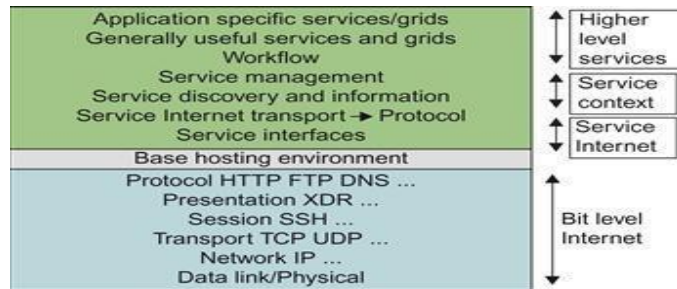 Application specific services/grids
Generally useful services and grids
Workflow
Service management
Service discovery and information
Service Internet transport → Protocol
Service interfaces
Base hosting environment
Protocol HTTP FTP DNS ...
Presentation XDR ...
Session SSH ...
Transport TCP UDP ...
Network IP ...
Data link/Physical
Higher
level
services
Service
context
Service
Internet
Bit level
Internet